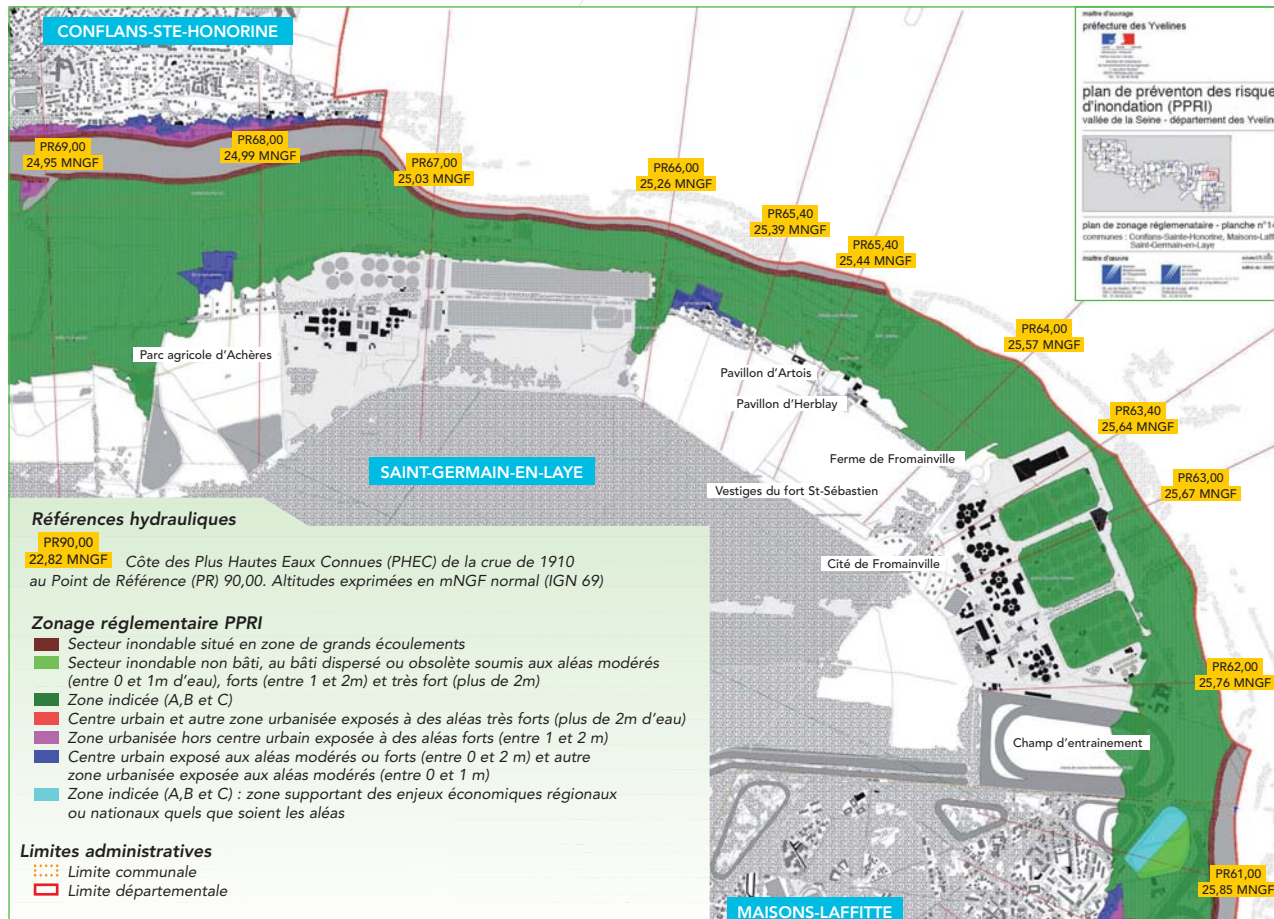 CONFLANS-STE-HONORINE
maitre d'ouvrage
préfecture des Yvelines
plan de préventon des risque
d'inondation (PPRI)
vallée de la Seine - département des Yvelin
plan de zonage réglemenataire - planche n°14
communes : Conflans-Sainte-Honorine, Maisons-Laff
Saint-Germain-en-Laye
maitre d'œuvre
PR69,00
24,95 MNGF
PR68,00
24,99 MNGF
PR67,00
25,03 MNGF
PR66,00
25,26 MNGF
PR65,40
25,39 MNGF
PR65,40
25,44 MNGF
PR64,00
25,57 MNGF
PR63,40
25,64 MNGF
PR63,00
25,67 MNGF
PR62,00
25,76 MNGF
PR61,00
25,85 MNGF
Parc agricole d'Achères
Pavillon d'Artois
Pavillon d'Herblay
Ferme de Fromainville
SAINT-GERMAIN-EN-LAYE
Vestiges du fort St-Sébastien
Cité de Fromainville
Champ d'entrainement
MAISONS-LAFFITTE
Références hydrauliques
PR90,00
22,82 MNGF
Côte des Plus Hautes Eaux Connues (PHEC) de la crue de 1910
au Point de Référence (PR) 90,00. Altitudes exprimées en mNGF normal (IGN 69)
Zonage réglementaire PPRI
Secteur inondable situé en zone de grands écoulements
Secteur inondable non bâti, au bâti dispersé ou obsolète soumis aux aléas modérés
(entre 0 et 1m d'eau), forts (entre 1 et 2m) et très fort (plus de 2m)
Zone indicée (A,B et C)
Centre urbain et autre zone urbanisée exposés à des aléas très forts (plus de 2m d'eau)
Zone urbanisée hors centre urbain exposée à des aléas forts (entre 1 et 2 m)
Centre urbain exposé aux aléas modérés ou forts (entre 0 et 2 m) et autre
zone urbanisée exposée aux aléas modérés (entre 0 et 1 m)
Zone indicée (A,B et C) : zone supportant des enjeux économiques régionaux
ou nationaux quels que soient les aléas
Limites administratives
Limite communale
Limite départementale